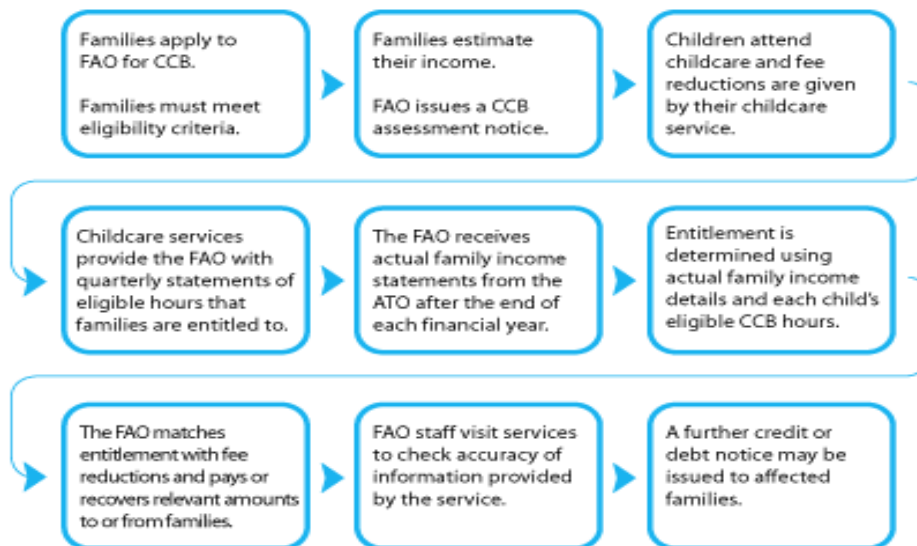 Families apply to
FAO for CCB.
Families must meet
eligibility criteria.
Families estimate
their income.
FAO issues a CCB
assessment notice.
Children attend
childcare and fee
reductions are given
by their childcare
service.
Childcare services
provide the FAO with
quarterly statements of
eligible hours that
families are entitled to.
The FAO receives
actual family income
statements from the
ATO after the end of
each financial year.
Entitlement is
determined using
actual family income
details and each child's
eligible CCB hours.
The FAO matches
entitlement with fee
reductions and pays or
recovers relevant amounts
to or from families.
FAO staff visit services
to check accuracy of
information provided
by the service.
A further credit or
debt notice may be
issued to affected
families.